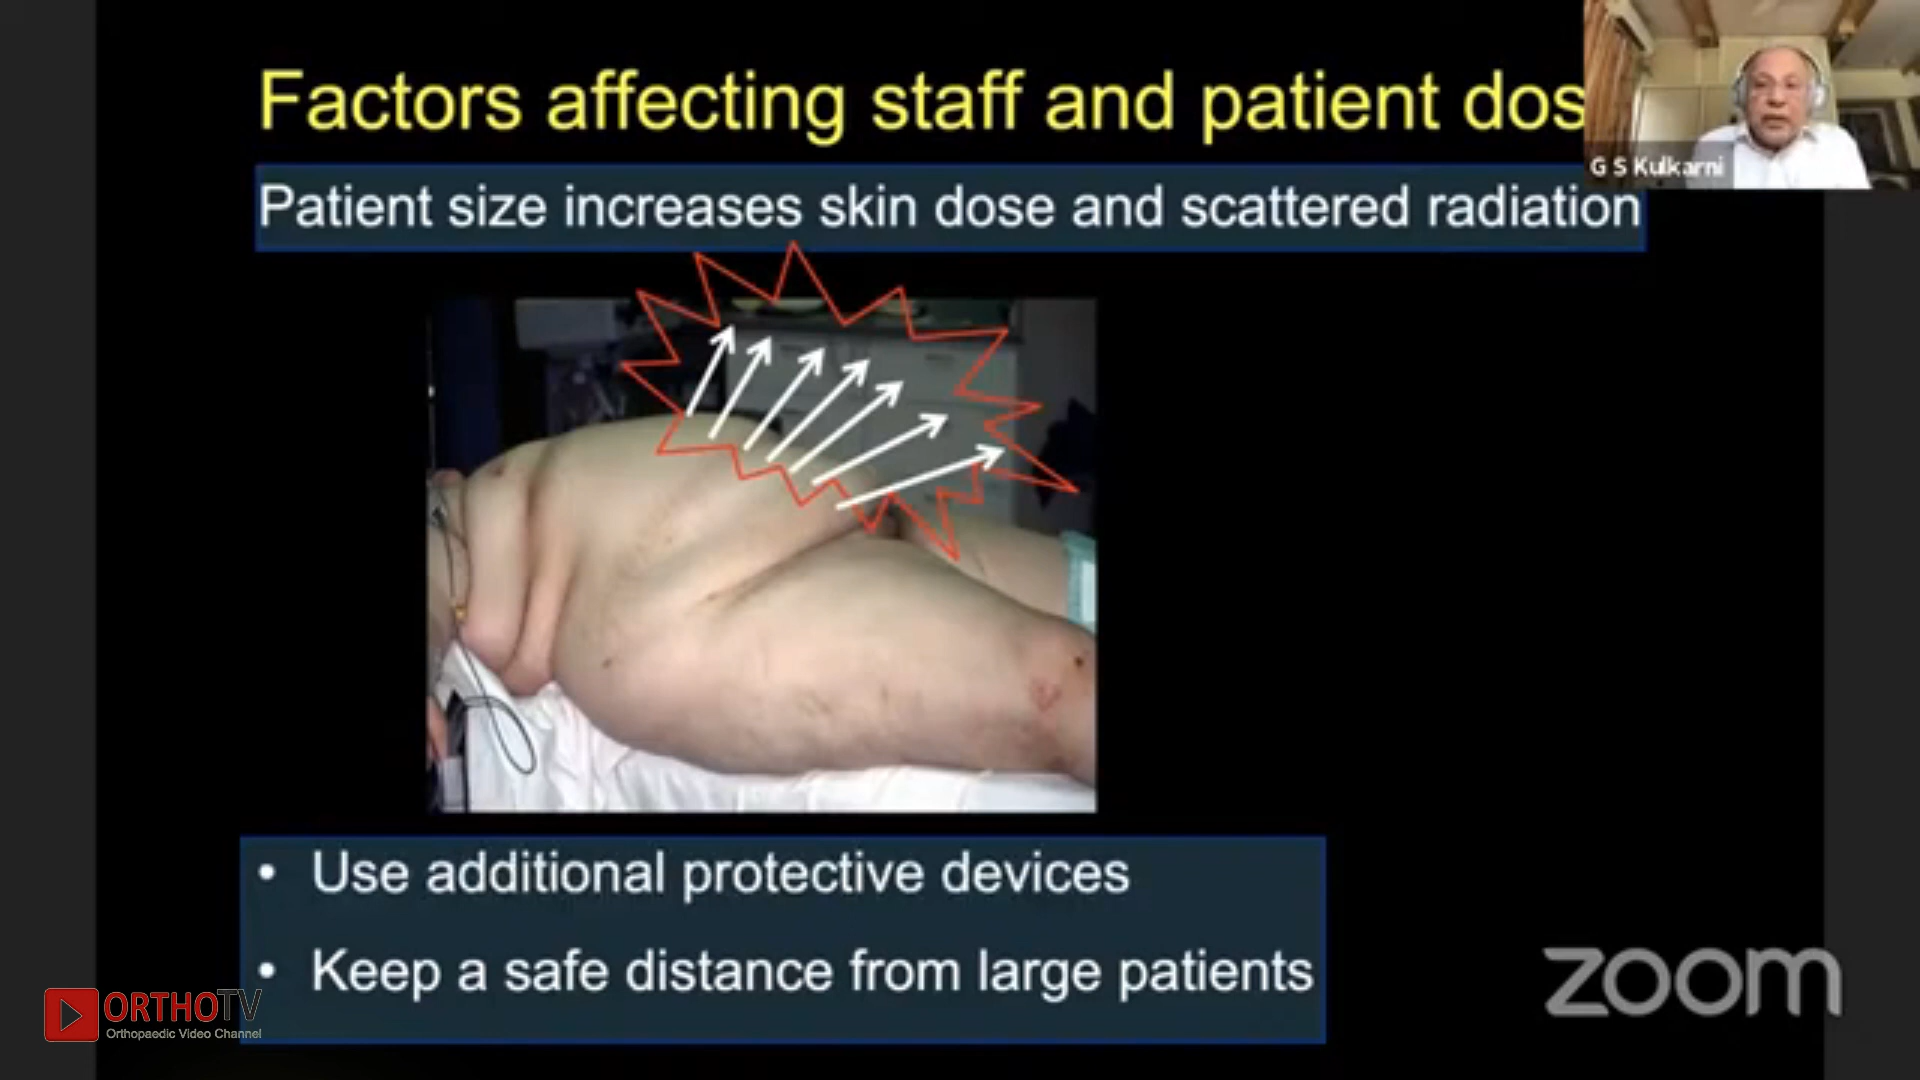 Factors affecting staff and patient dos
G S Kulkarni
Patient size increases skin dose and scattered radiation
• Use additional protective devices
• Keep a safe distance from large patients
zoom
ORTHOTV
Orthopaedic Video Channel